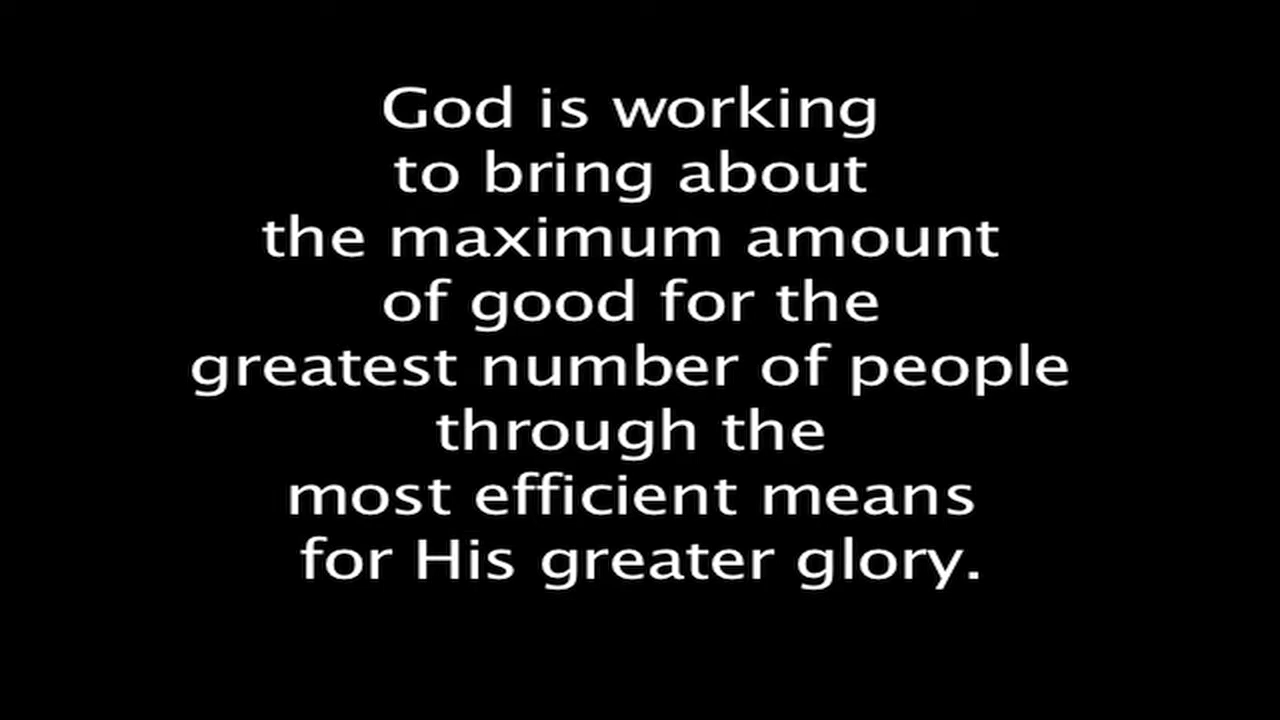 God is working
to bring about
the maximum amount
of good for the
greatest number of people
through the
most efficient means
for His greater glory.